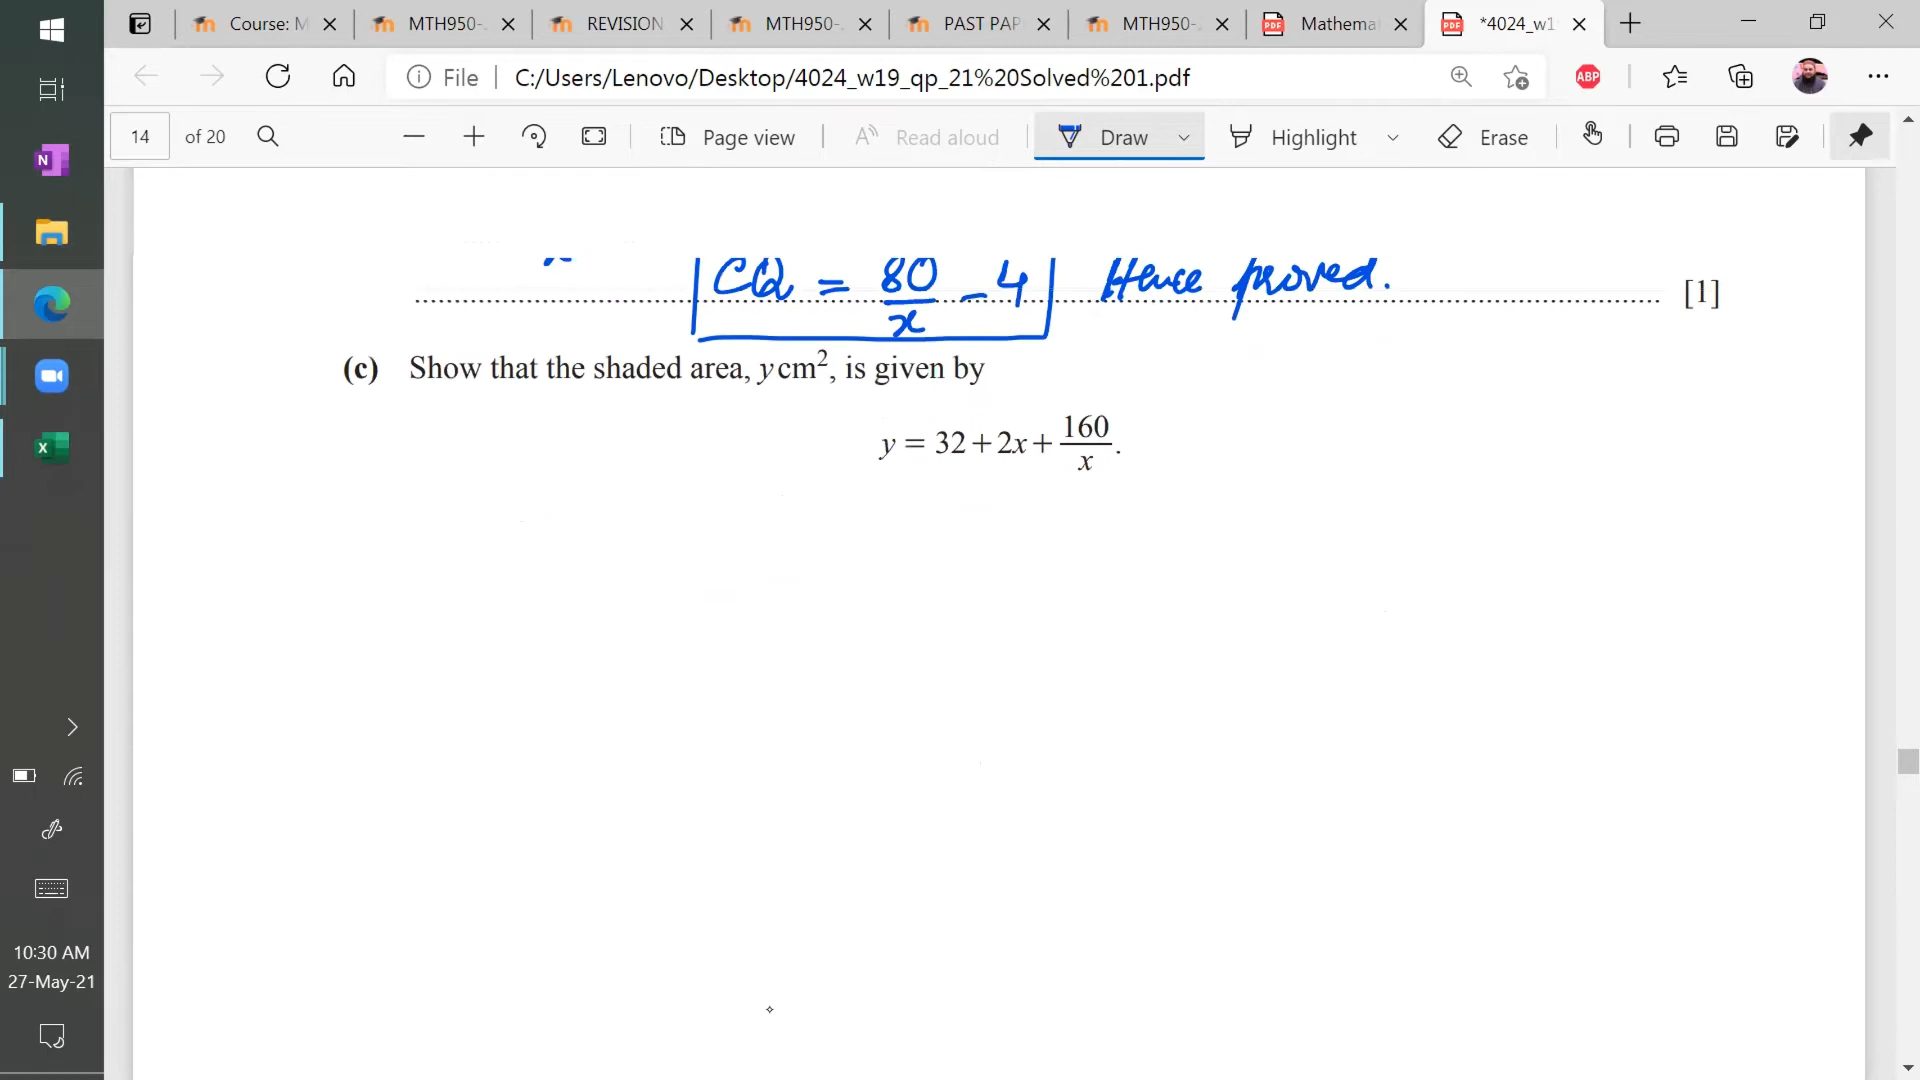 Course: M
MTH950-
REVISION
MTH950-
PAST PAP
MTH950-
Mathema
*4024_w1
File
C:/Users/Lenovo/Desktop/4024_w19_qp_21%20Solved%201.pdf
ABP
14 of 20
Page view
Read aloud
Draw
Highlight
Erase
CQ = 80/x - 4 Hence proved. [1]
(c) Show that the shaded area, y cm², is given by
y = 32 + 2x + 160/x.
10:30 AM
27-May-21